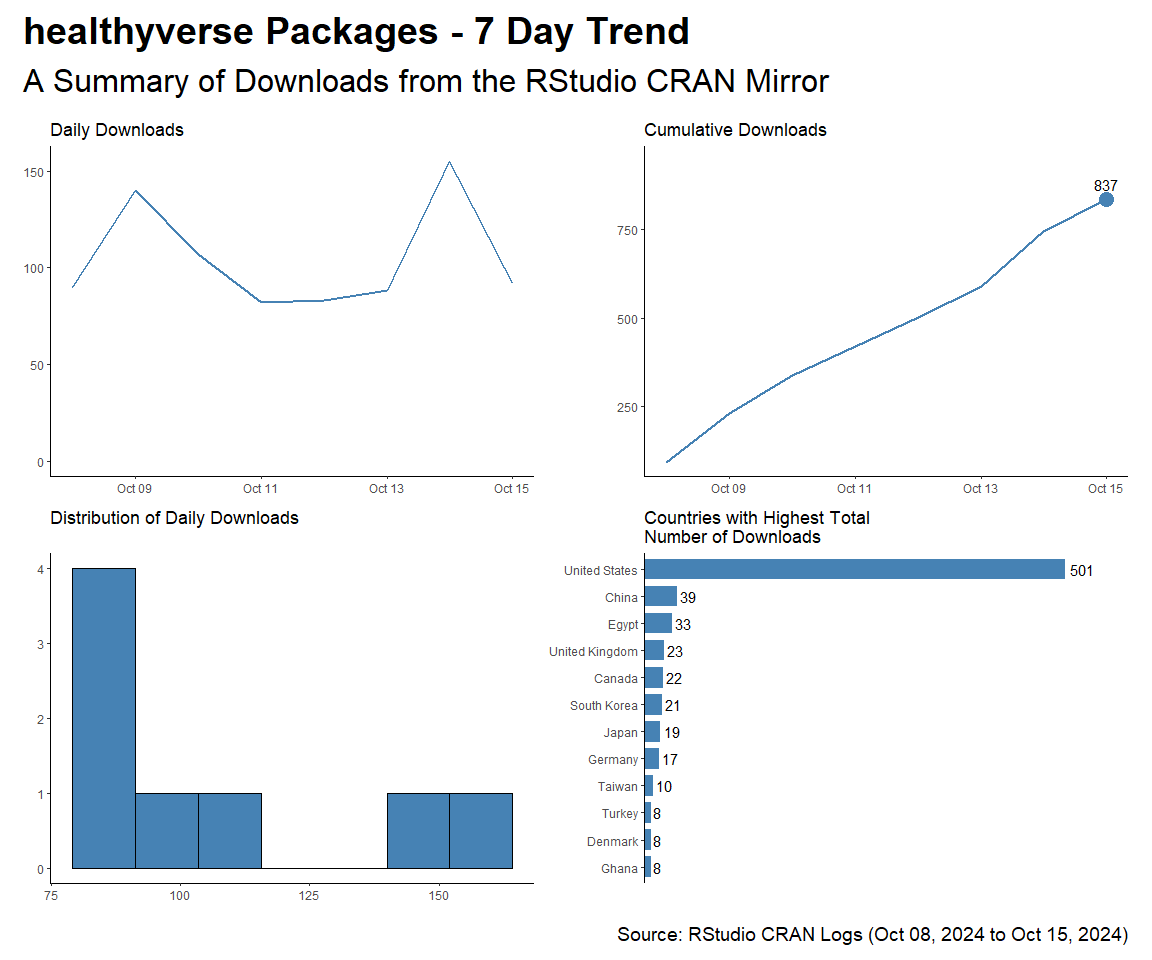 healthyverse Packages - 7 Day Trend
A Summary of Downloads from the RStudio CRAN Mirror
Daily Downloads
150
100
50
0
Oct 09 Oct 11 Oct 13 Oct 15
Cumulative Downloads
837
750
500
250
Oct 09 Oct 11 Oct 13 Oct 15
Distribution of Daily Downloads
4
3
2
1
0
75 100 125 150
Countries with Highest Total
Number of Downloads
United States 501
China 39
Egypt 33
United Kingdom 23
Canada 22
South Korea 21
Japan 19
Germany 17
Taiwan 10
Turkey 8
Denmark 8
Ghana 8
Source: RStudio CRAN Logs (Oct 08, 2024 to Oct 15, 2024)